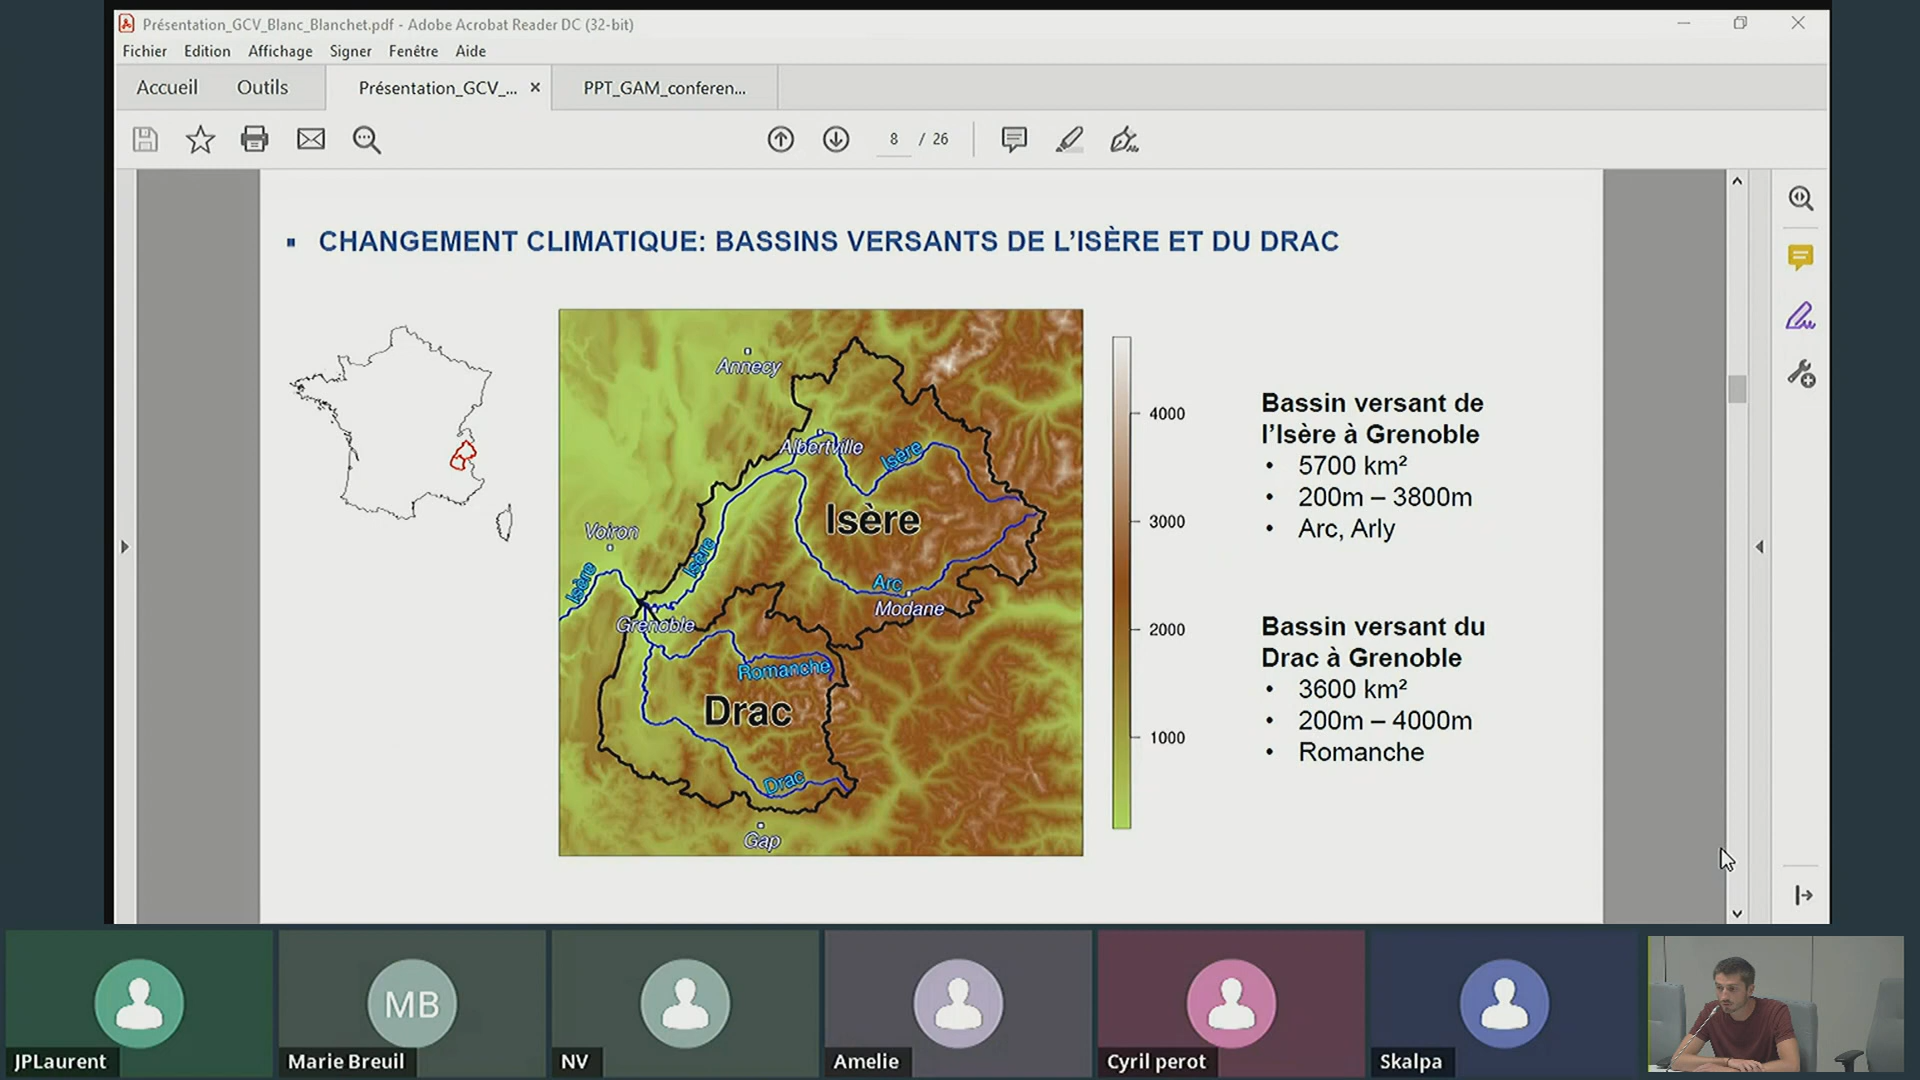 Présentation_GCV_Blanc_Blanchet.pdf - Adobe Acrobat Reader DC (32-bit)
Fichier Edition Affichage Signer Fenêtre Aide
Accueil Outils Présentation_GCV_... × PPT_GAM_conferen...
8 / 26
▪ CHANGEMENT CLIMATIQUE: BASSINS VERSANTS DE L'ISÈRE ET DU DRAC
Annecy
Albertville
Isère
Isère
Voiron
Isère
Isère
Arc
Modane
Grenoble
Romanche
Drac
Drac
Gap
4000
3000
2000
1000
Bassin versant de
l'Isère à Grenoble
• 5700 km²
• 200m – 3800m
• Arc, Arly
Bassin versant du
Drac à Grenoble
• 3600 km²
• 200m – 4000m
• Romanche
MB
JPLaurent
Marie Breuil
NV
Amelie
Cyril perot
Skalpa